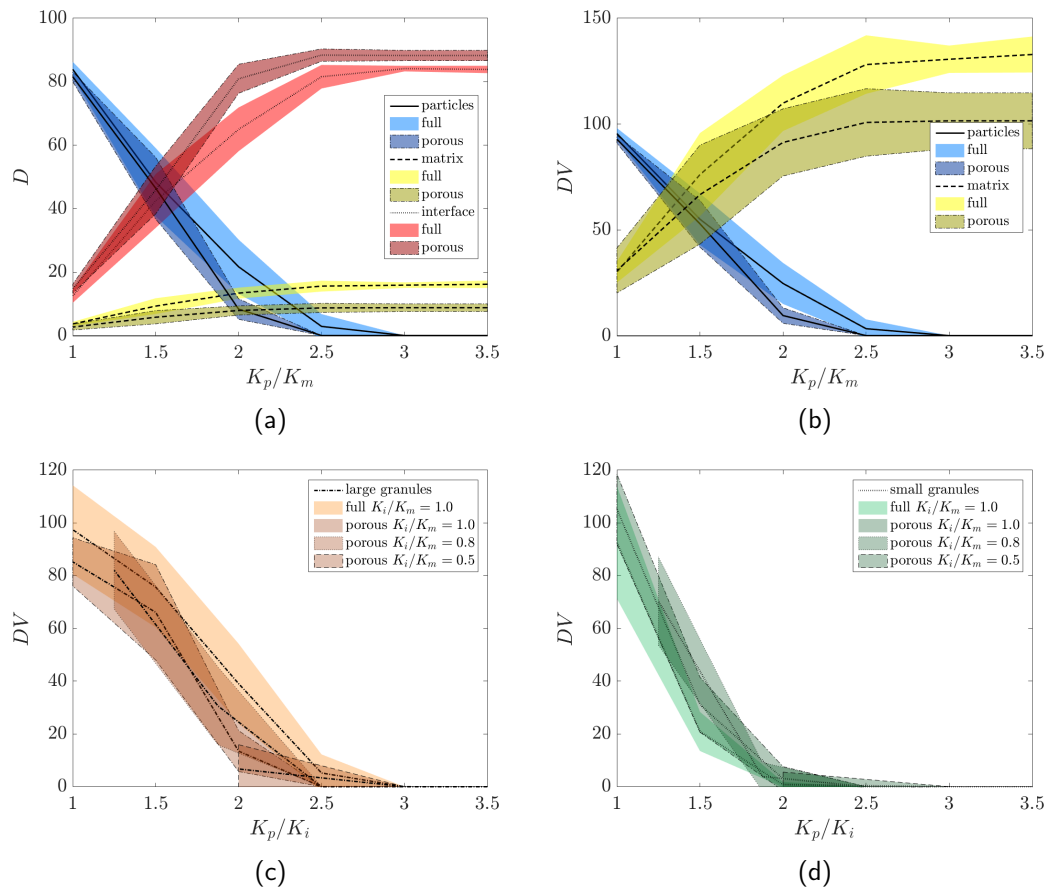 100
80
60
40
20
0
D
1 1.5 2 2.5 3 3.5
K_p/K_m
particles
full
porous
matrix
full
porous
interface
full
porous
(a)
150
100
50
0
DV
1 1.5 2 2.5 3 3.5
K_p/K_m
particles
full
porous
matrix
full
porous
(b)
120
100
80
60
40
20
0
DV
1 1.5 2 2.5 3 3.5
K_p/K_i
large granules
full K_i/K_m = 1.0
porous K_i/K_m = 1.0
porous K_i/K_m = 0.8
porous K_i/K_m = 0.5
(c)
120
100
80
60
40
20
0
DV
1 1.5 2 2.5 3 3.5
K_p/K_i
small granules
full K_i/K_m = 1.0
porous K_i/K_m = 1.0
porous K_i/K_m = 0.8
porous K_i/K_m = 0.5
(d)